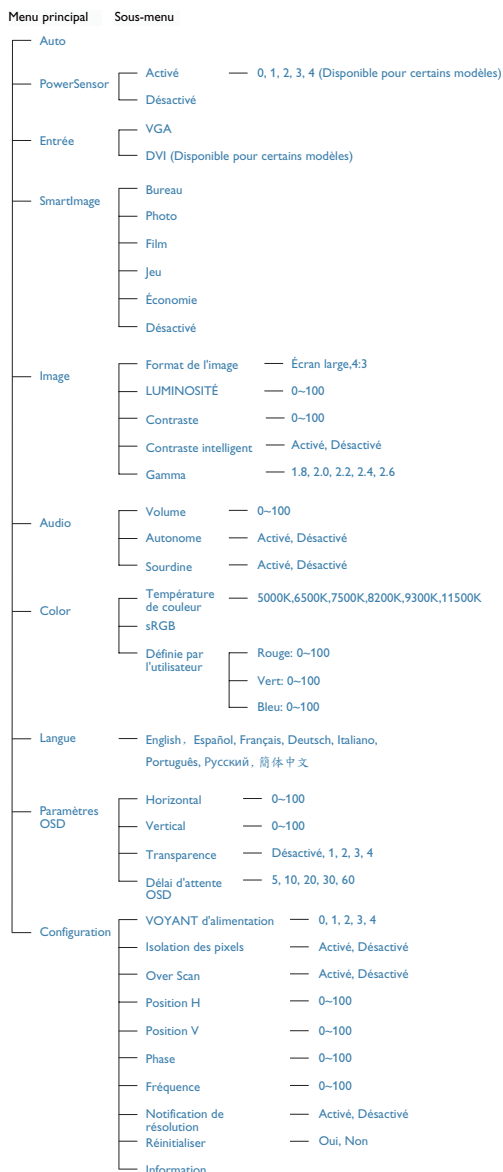 Menu principal Sous-menu
Auto
PowerSensor
Activé 0, 1, 2, 3, 4 (Disponible pour certains modèles)
Désactivé
Entrée
VGA
DVI (Disponible pour certains modèles)
SmartImage
Bureau
Photo
Film
Jeu
Économie
Désactivé
Image
Format de l'image Écran large,4:3
LUMINOSITÉ 0~100
Contraste 0~100
Contraste intelligent Activé, Désactivé
Gamma 1.8, 2.0, 2.2, 2.4, 2.6
Audio
Volume 0~100
Autonome Activé, Désactivé
Sourdine Activé, Désactivé
Color
Température
de couleur 5000K,6500K,7500K,8200K,9300K,11500K
sRGB
Définie par
l'utilisateur
Rouge: 0~100
Vert: 0~100
Bleu: 0~100
Langue
English, Español, Français, Deutsch, Italiano,
Português, Русский, 简体中文
Paramètres
OSD
Horizontal 0~100
Vertical 0~100
Transparence Désactivé, 1, 2, 3, 4
Délai d'attente
OSD 5, 10, 20, 30, 60
Configuration
VOYANT d'alimentation 0, 1, 2, 3, 4
Isolation des pixels Activé, Désactivé
Over Scan Activé, Désactivé
Position H 0~100
Position V 0~100
Phase 0~100
Fréquence 0~100
Notification de
résolution Activé, Désactivé
Réinitialiser Oui, Non
Information